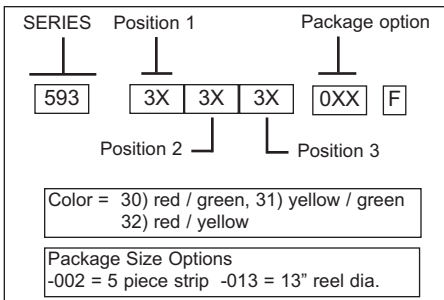 SERIES Position 1 Package option
593 3X 3X 3X 0XX F
Position 2 Position 3
Color = 30) red / green, 31) yellow / green
32) red / yellow
Package Size Options
-002 = 5 piece strip -013 = 13” reel dia.